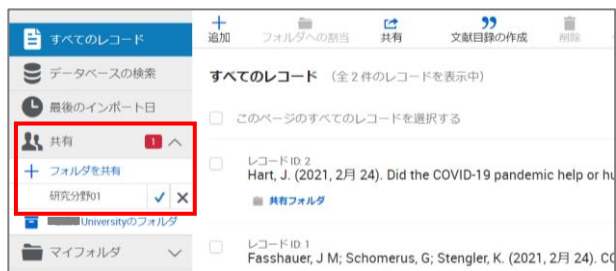 すべてのレコード
データベースの検索
最後のインポート日
共有 1
フォルダを共有
研究分野01
Universityのフォルダ
マイフォルダ
追加
フォルダへの割当
共有
文献目録の作成
削除
すべてのレコード (全 2 件のレコードを表示中)
このページのすべてのレコードを選択する
レコード ID: 2
Hart, J. (2021, 2月 24). Did the COVID-19 pandemic help or hu
共有フォルダ
レコード ID: 1
Fasshauer, J M; Schomerus, G; Stengler, K. (2021, 2月 24). CO